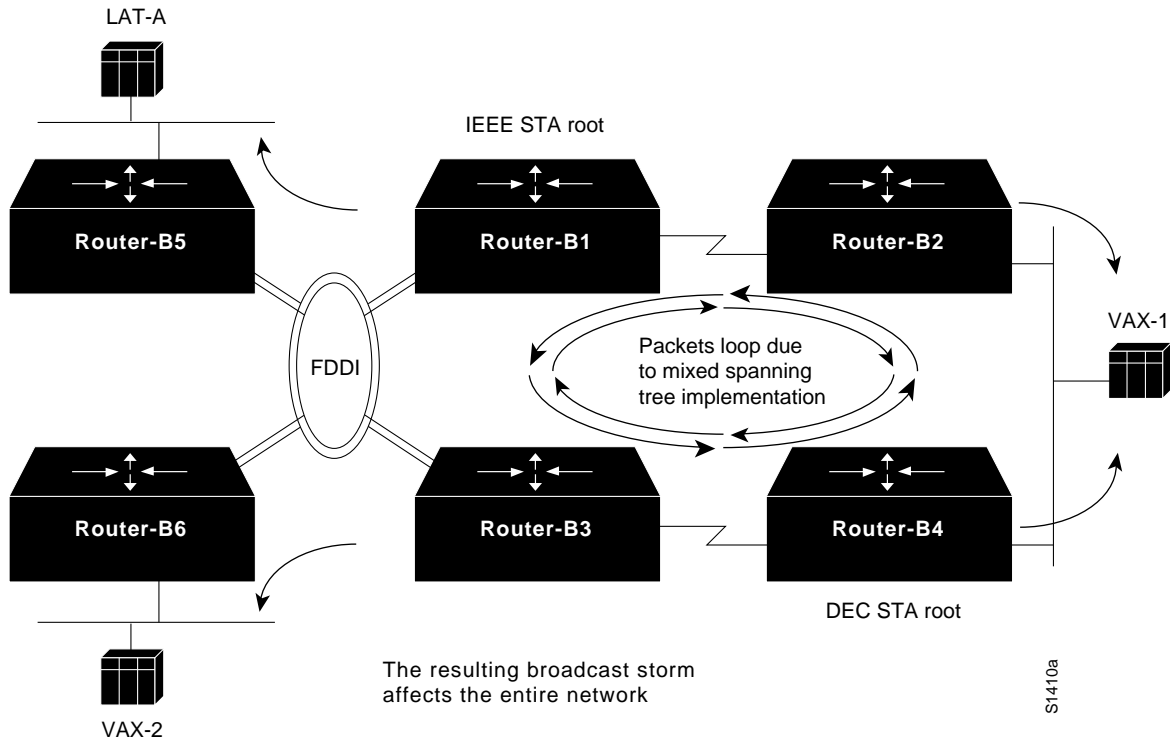 LAT-A
IEEE STA root
Router-B5
Router-B1
Router-B2
VAX-1
FDDI
Packets loop due
to mixed spanning
tree implementation
Router-B6
Router-B3
Router-B4
DEC STA root
The resulting broadcast storm
affects the entire network
S1410a
VAX-2